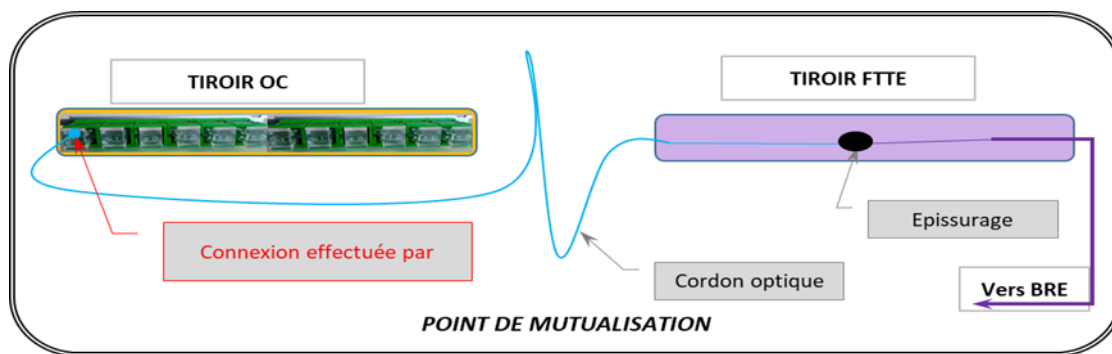 TIROIR OC
TIROIR FTTE
Connexion effectuée par
Epissurage
Cordon optique
Vers BRE
POINT DE MUTUALISATION